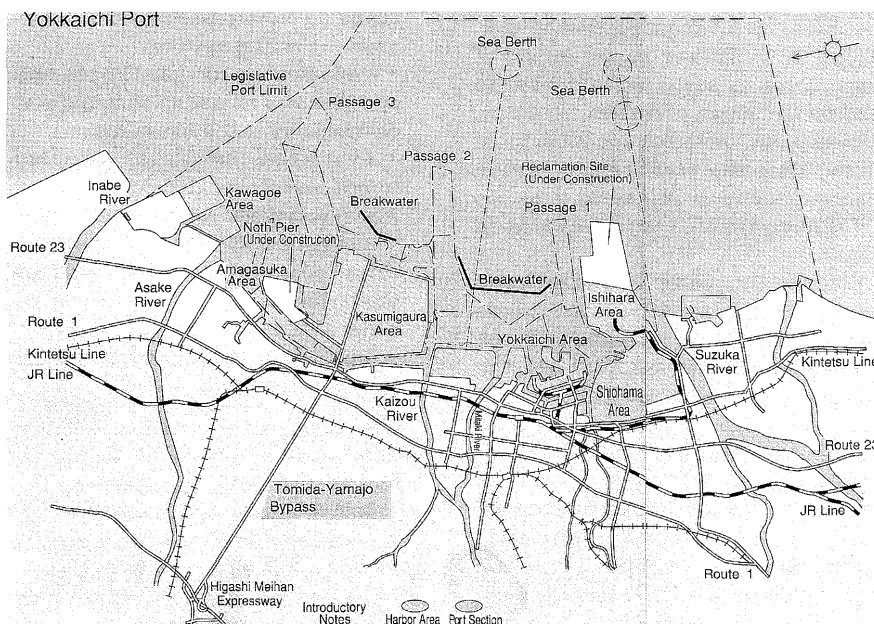 Yokkaichi Port
Sea Berth
Sea Berth
Legislative
Port Limit
Passage 3
Passage 2
Reclamation Site
(Under Construction)
Passage 1
Inabe
River
Kawagoe
Area
Breakwater
Noth Pier
(Under Construcion)
Route 23
Amagasuka
Area
Asake
River
Breakwater
Ishihara
Area
Kasumigaura
Area
Route 1
Yokkaichi Area
Kintetsu Line
JR Line
Suzuka
River
Kintetsu Line
Shiohama
Area
Kaizou
River
Route 23
Tomida-Yamajo
Bypass
JR Line
Route 1
Higashi Meihan
Expressway
Introductory
Notes
Harbor Area
Port Section